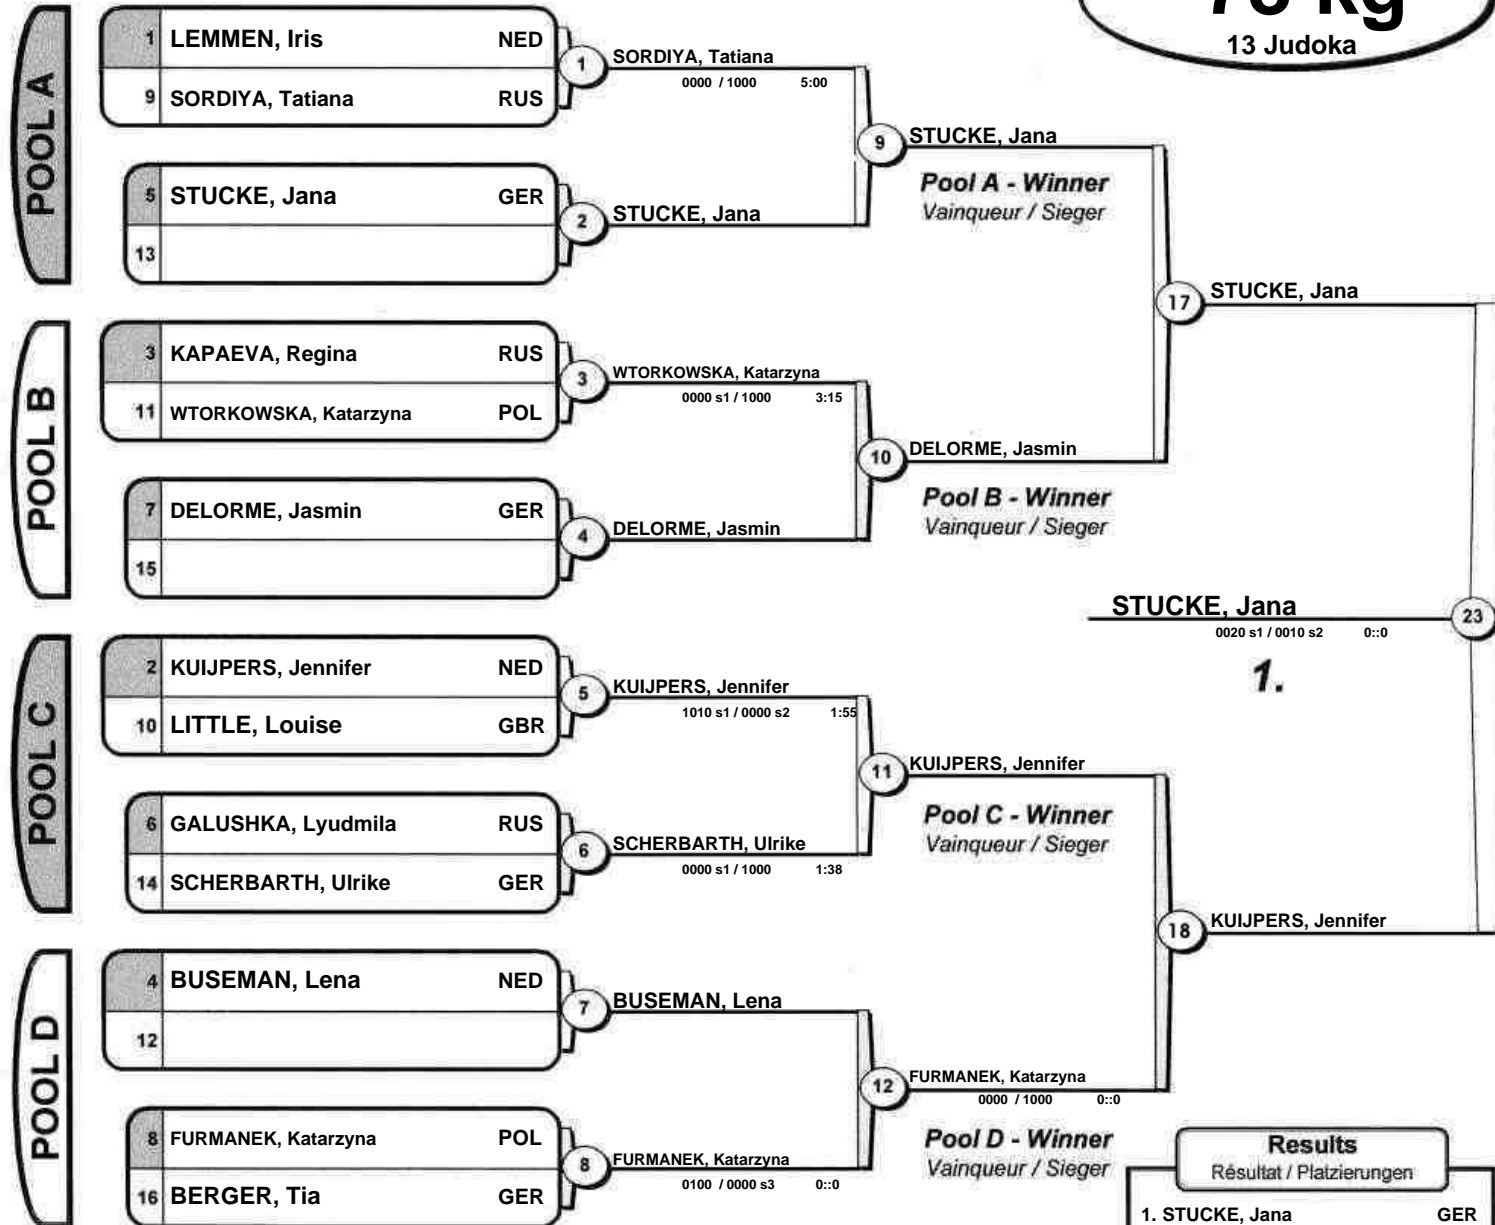 13 Judoka
POOL A
1 LEMMEN, Iris NED
9 SORDIYA, Tatiana RUS
1
SORDIYA, Tatiana
0000 / 1000 5:00
5 STUCKE, Jana GER
13
2
STUCKE, Jana
9
STUCKE, Jana
Pool A - Winner
Vainqueur / Sieger
POOL B
3 KAPAEVA, Regina RUS
11 WTORKOWSKA, Katarzyna POL
3
WTORKOWSKA, Katarzyna
0000 s1 / 1000 3:15
7 DELORME, Jasmin GER
15
4
DELORME, Jasmin
10
DELORME, Jasmin
Pool B - Winner
Vainqueur / Sieger
17
STUCKE, Jana
STUCKE, Jana
0020 s1 / 0010 s2 0::0
23
1.
POOL C
2 KUIJPERS, Jennifer NED
10 LITTLE, Louise GBR
5
KUIJPERS, Jennifer
1010 s1 / 0000 s2 1:55
6 GALUSHKA, Lyudmila RUS
14 SCHERBARTH, Ulrike GER
6
SCHERBARTH, Ulrike
0000 s1 / 1000 1:38
11
KUIJPERS, Jennifer
Pool C - Winner
Vainqueur / Sieger
18
KUIJPERS, Jennifer
POOL D
4 BUSEMAN, Lena NED
12
7
BUSEMAN, Lena
8 FURMANEK, Katarzyna POL
16 BERGER, Tia GER
8
FURMANEK, Katarzyna
0100 / 0000 s3 0::0
12
FURMANEK, Katarzyna
0000 / 1000 0::0
Pool D - Winner
Vainqueur / Sieger
Results
Résultat / Platzierungen
1. STUCKE, Jana GER